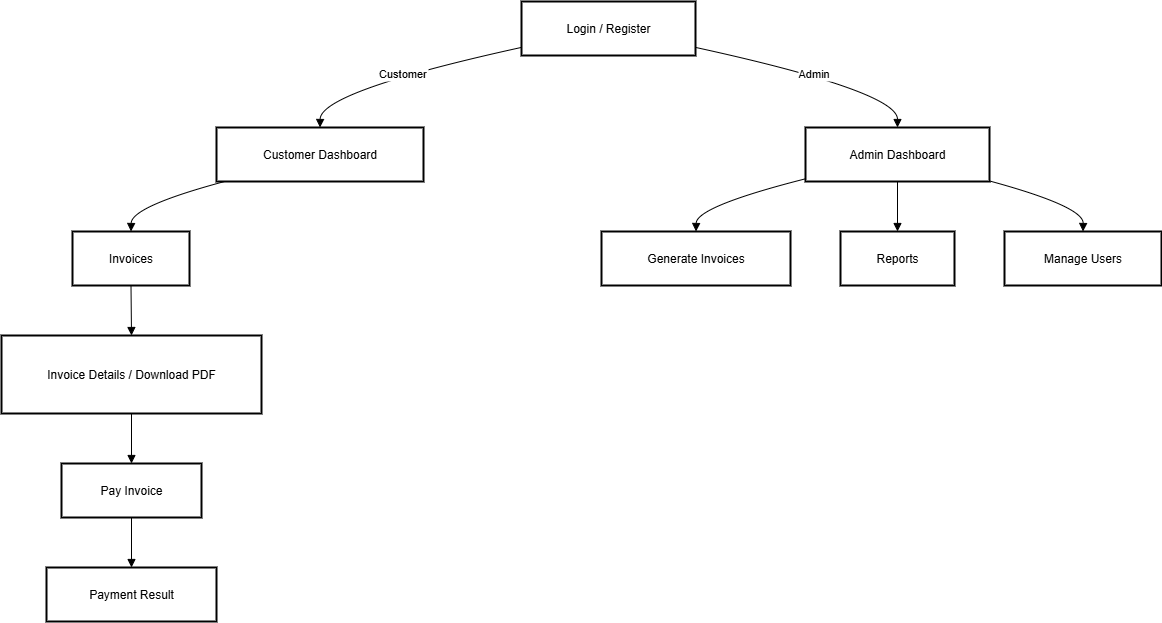 Login / Register
Customer
Admin
Customer Dashboard
Admin Dashboard
Invoices
Generate Invoices
Reports
Manage Users
Invoice Details / Download PDF
Pay Invoice
Payment Result